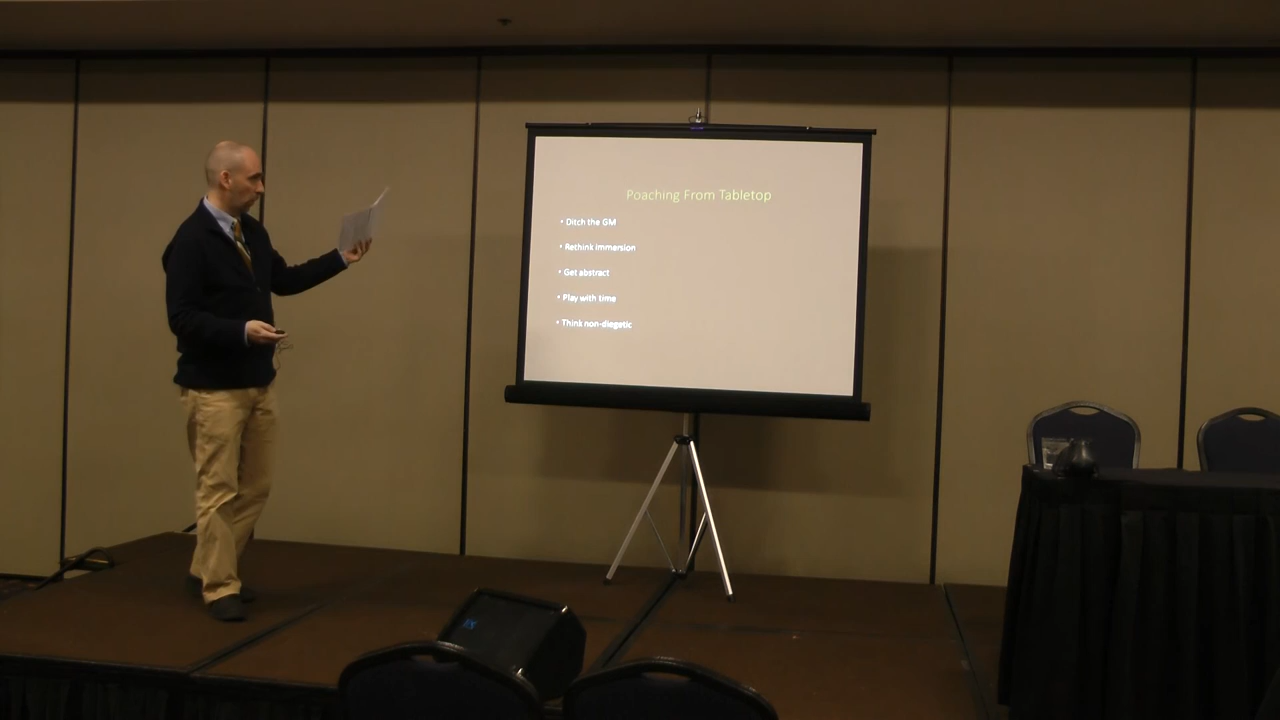 Poaching From Tabletop
• Ditch the GM
• Rethink immersion
• Get abstract
• Play with time
• Think non-diegetic